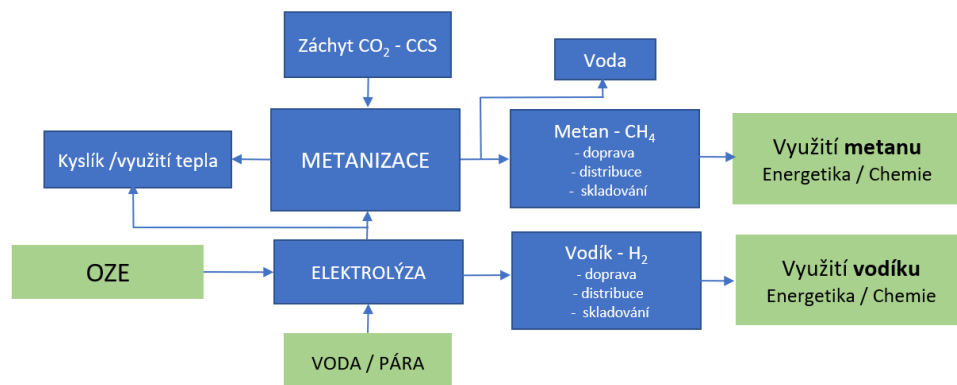 Záchyt CO₂ - CCS
Voda
Kyslík /využití tepla
METANIZACE
Metan - CH₄
- doprava
- distribuce
- skladování
Využití metanu
Energetika / Chemie
OZE
ELEKTROLÝZA
Vodík - H₂
- doprava
- distribuce
- skladování
Využití vodíku
Energetika / Chemie
VODA / PÁRA